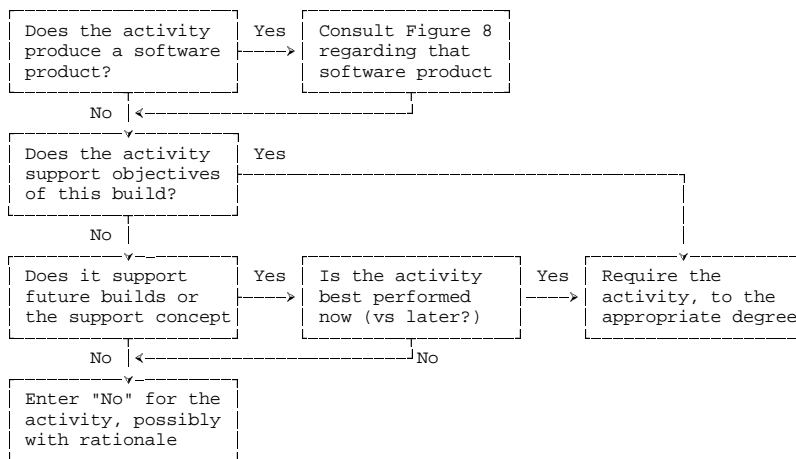 Does the activity
produce a software
product?
Yes
Consult Figure 8
regarding that
software product
No
Does the activity
support objectives
of this build?
Yes
No
Does it support
future builds or
the support concept
Yes
Is the activity
best performed
now (vs later?)
Yes
Require the
activity, to the
appropriate degree
No
No
Enter "No" for the
activity, possibly
with rationale